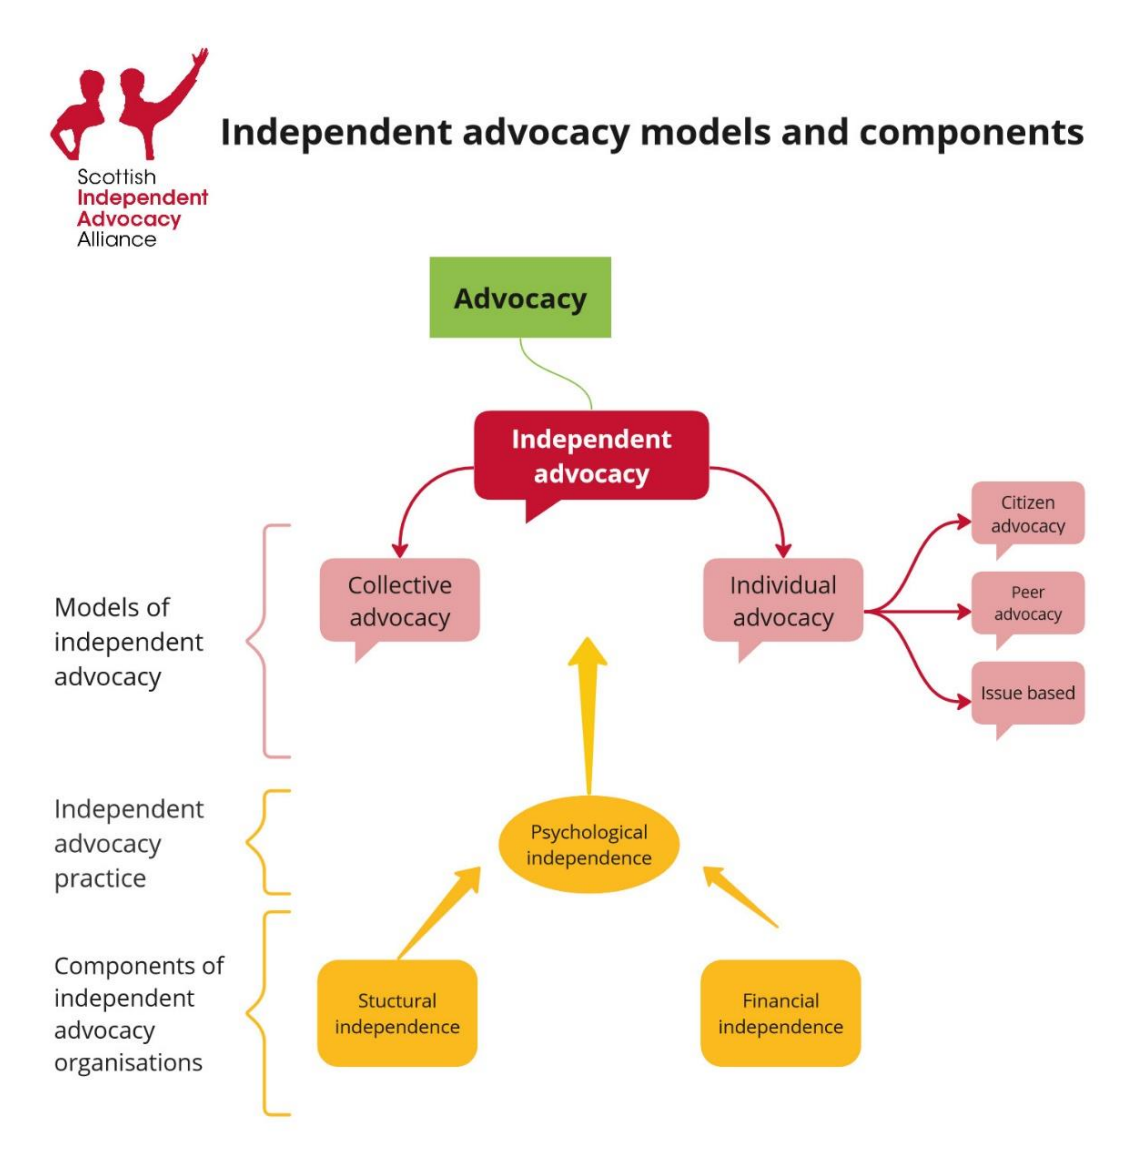 Independent advocacy models and components
Scottish
Independent
Advocacy
Alliance
Advocacy
Independent
advocacy
Collective
advocacy
Individual
advocacy
Citizen
advocacy
Peer
advocacy
Issue based
Models of
independent
advocacy
Independent
advocacy
practice
Psychological
independence
Components of
independent
advocacy
organisations
Stuctural
independence
Financial
independence